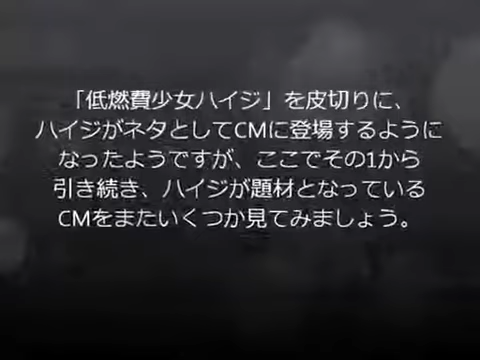 「低燃費少女ハイジ」を皮切りに、
ハイジがネタとしてCMに登場するように
なったようですが、ここでその1から
引き続き、ハイジが題材となっている
CMをまたいくつか見てみましょう。